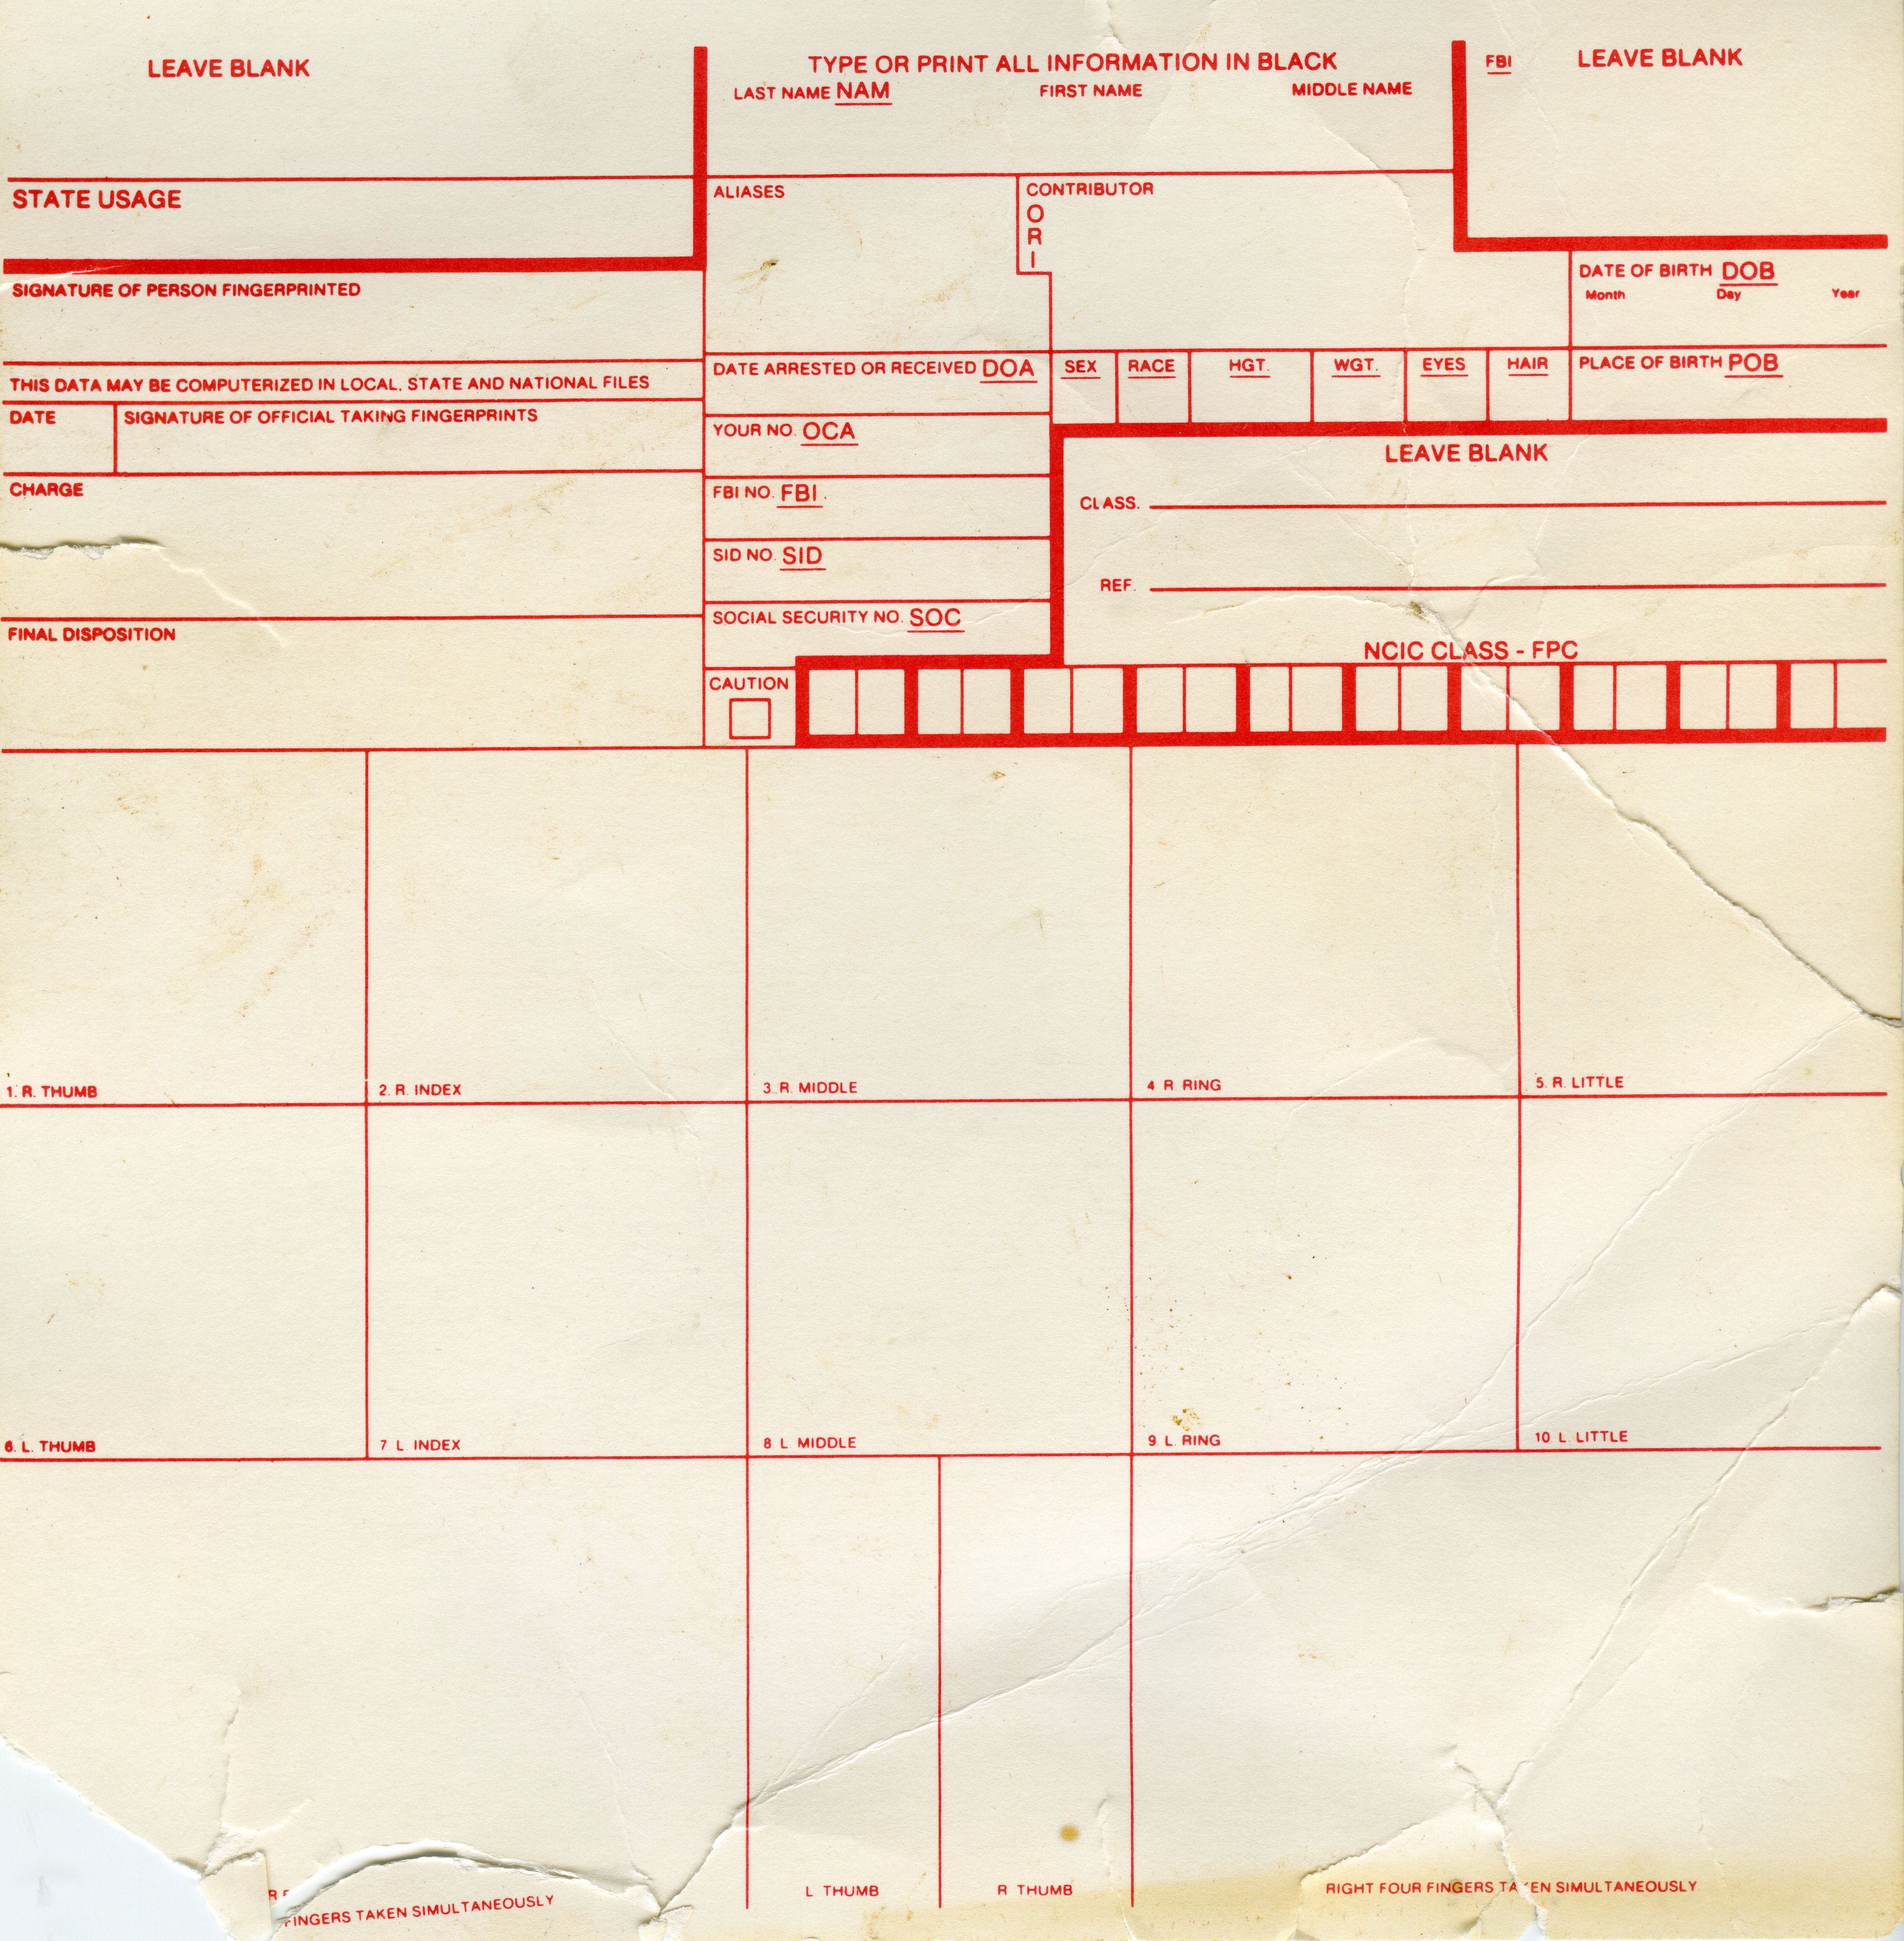 LEAVE BLANK
TYPE OR PRINT ALL INFORMATION IN BLACK
LAST NAME NAM FIRST NAME MIDDLE NAME
FBI LEAVE BLANK
STATE USAGE
ALIASES
CONTRIBUTOR
O
R
I
SIGNATURE OF PERSON FINGERPRINTED
DATE OF BIRTH DOB
Month Day Year
THIS DATA MAY BE COMPUTERIZED IN LOCAL, STATE AND NATIONAL FILES
DATE ARRESTED OR RECEIVED DOA
SEX RACE HGT. WGT. EYES HAIR
PLACE OF BIRTH POB
DATE SIGNATURE OF OFFICIAL TAKING FINGERPRINTS
YOUR NO. OCA
LEAVE BLANK
CHARGE
FBI NO. FBI.
CLASS.
SID NO. SID
REF.
FINAL DISPOSITION
SOCIAL SECURITY NO. SOC
NCIC CLASS - FPC
CAUTION
1. R. THUMB 2. R. INDEX 3. R. MIDDLE 4 R RING 5. R. LITTLE
6. L. THUMB 7 L INDEX 8 L MIDDLE 9 L. RING 10 L. LITTLE
FINGERS TAKEN SIMULTANEOUSLY
L THUMB R THUMB
RIGHT FOUR FINGERS TAKEN SIMULTANEOUSLY